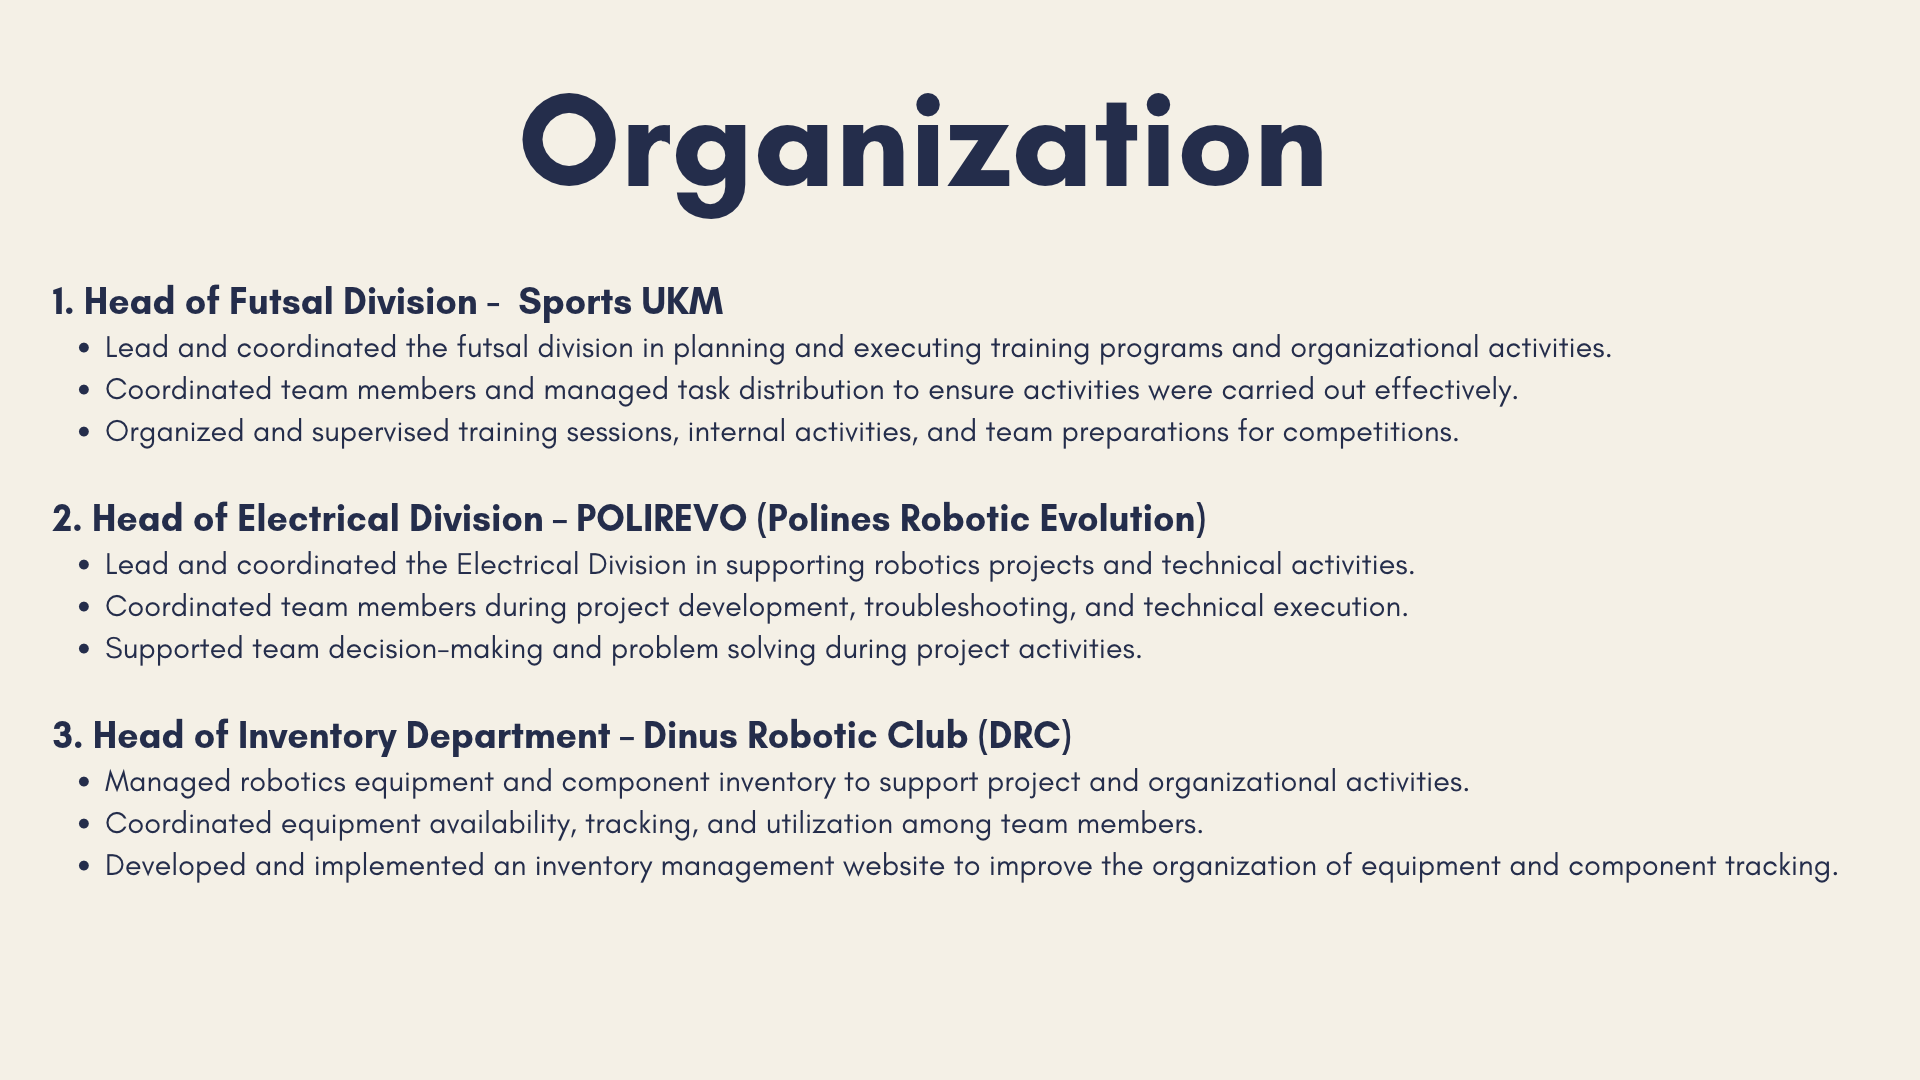 Organization
1. Head of Futsal Division -  Sports UKM
• Lead and coordinated the futsal division in planning and executing training programs and organizational activities.
• Coordinated team members and managed task distribution to ensure activities were carried out effectively.
• Organized and supervised training sessions, internal activities, and team preparations for competitions.
2. Head of Electrical Division – POLIREVO (Polines Robotic Evolution)
• Lead and coordinated the Electrical Division in supporting robotics projects and technical activities.
• Coordinated team members during project development, troubleshooting, and technical execution.
• Supported team decision-making and problem solving during project activities.
3. Head of Inventory Department – Dinus Robotic Club (DRC)
• Managed robotics equipment and component inventory to support project and organizational activities.
• Coordinated equipment availability, tracking, and utilization among team members.
• Developed and implemented an inventory management website to improve the organization of equipment and component tracking.